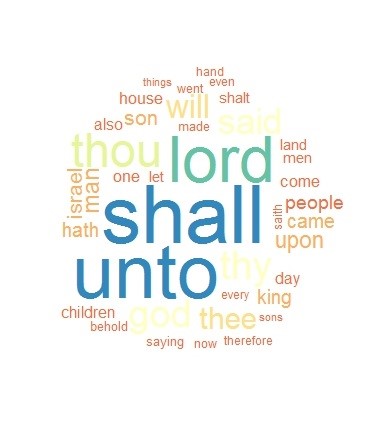 hand
things went even
house will shalt
son made said
also
thou lord land
men
one let
israel man come
shall saith people
hath came
upon
unto thy day
every king
children god thee sons
behold
saying now therefore